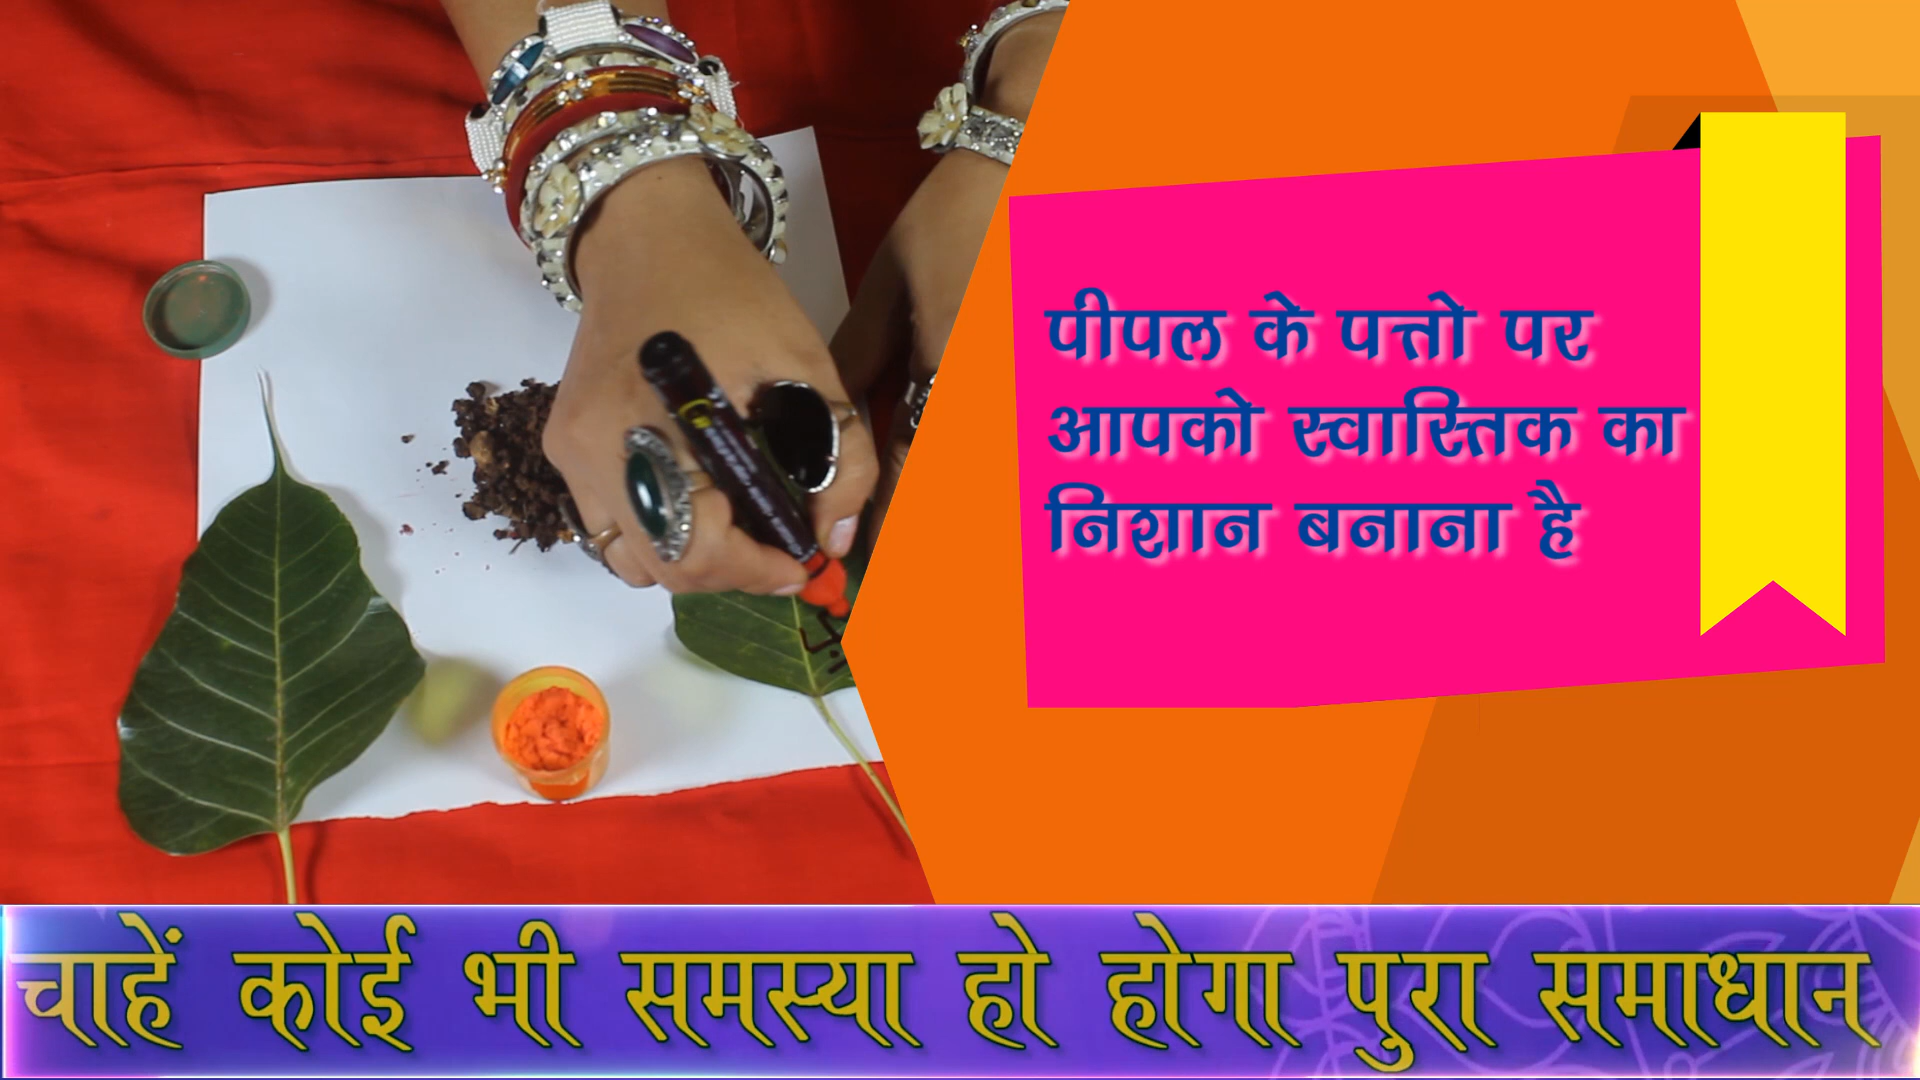 पीपल के पत्तो पर
आपको स्वास्तिक का
निशान बनाना है
चाहें कोई भी समस्या हो होगा पुरा समाधान